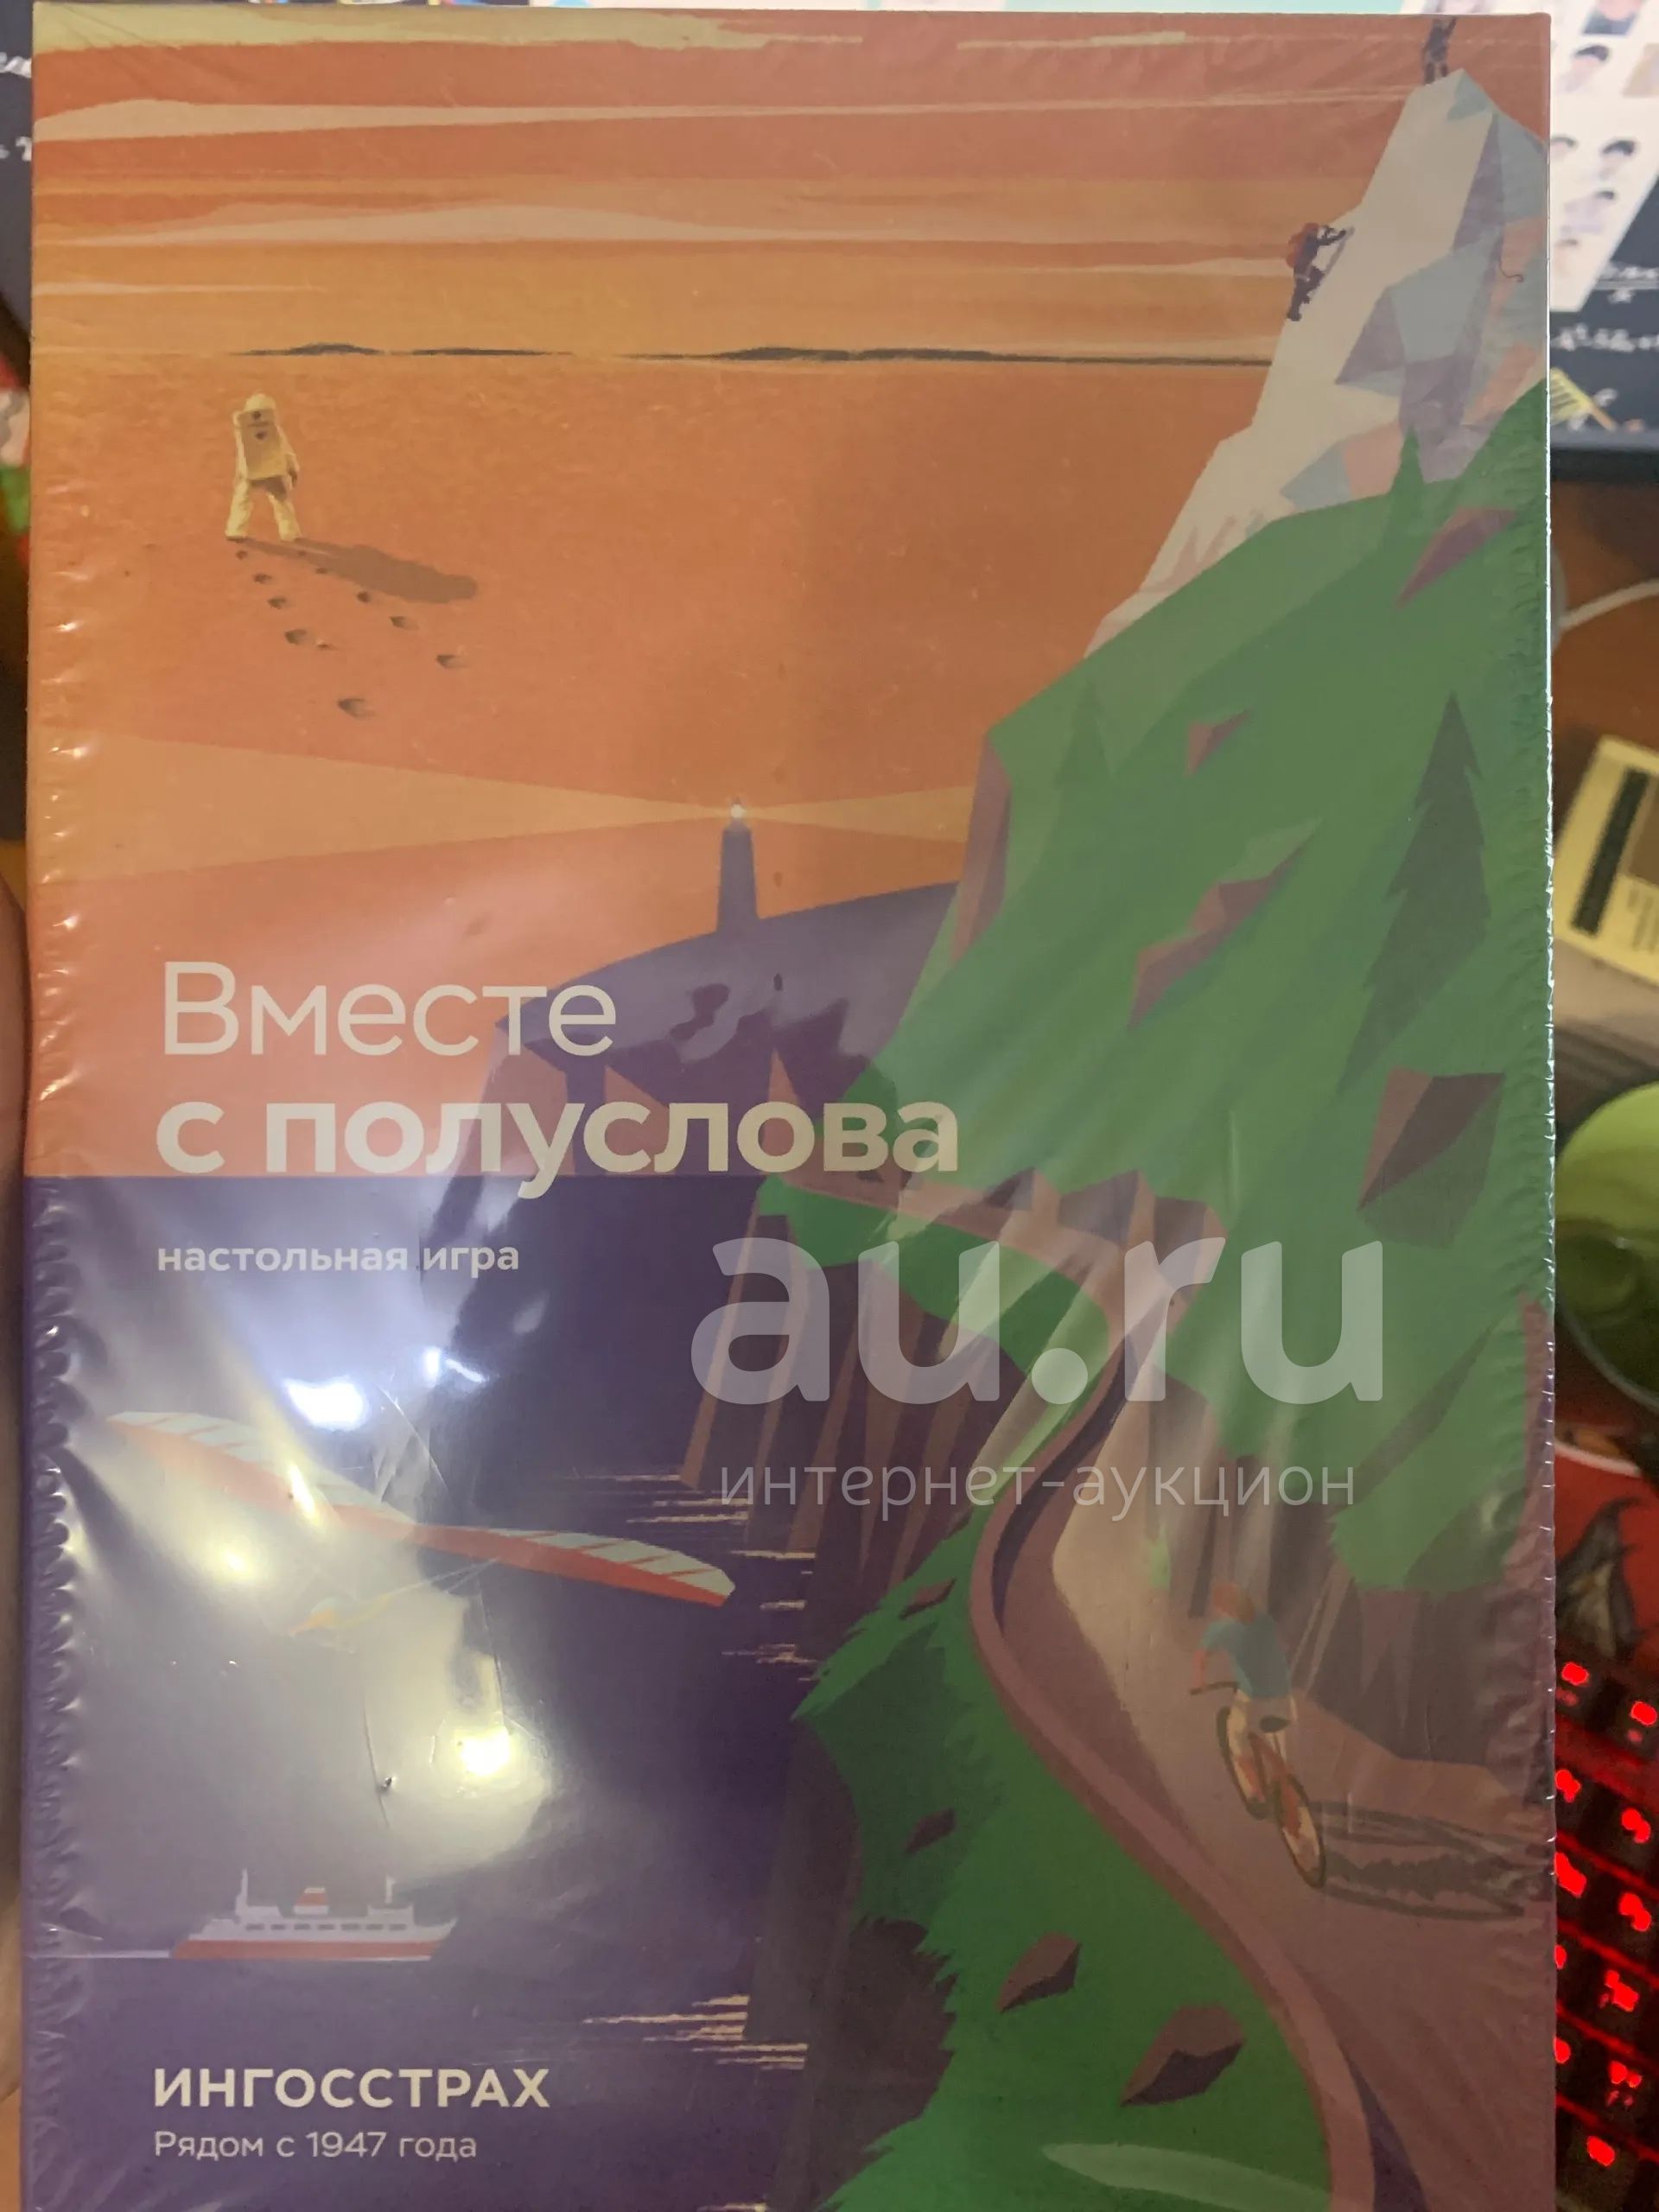 Вместе
с полуслова
настольная игра
au.ru
интернет-аукцион
ИНГОССТРАХ
Рядом с 1947 года